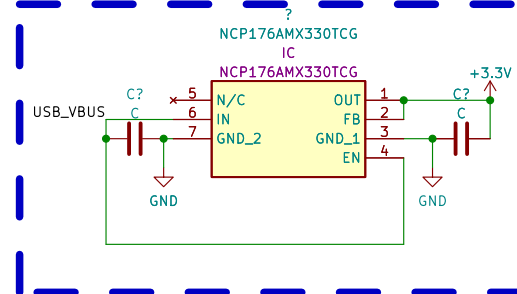 ?
NCP176AMX330TCG
IC
NCP176AMX330TCG
+3.3V
C?
C
USB_VBUS
5 N/C
6 IN
7 GND_2
OUT 1
FB 2
GND_1 3
EN 4
C?
C
GND
GND